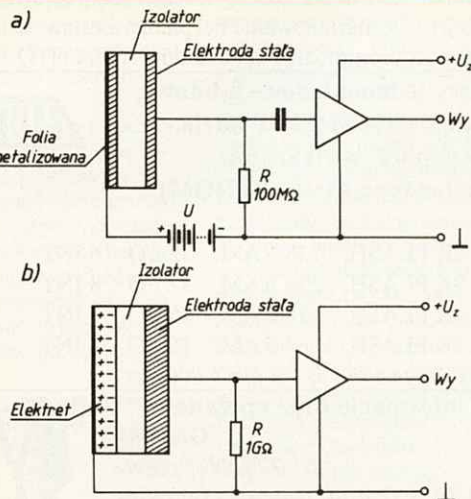 a)
Izolator
Elektroda stała
+Uz
Wy
Folia
metalizowana
R
100MΩ
U
+
-
b)
Izolator
Elektroda stała
+Uz
Wy
Elektret
R
1GΩ